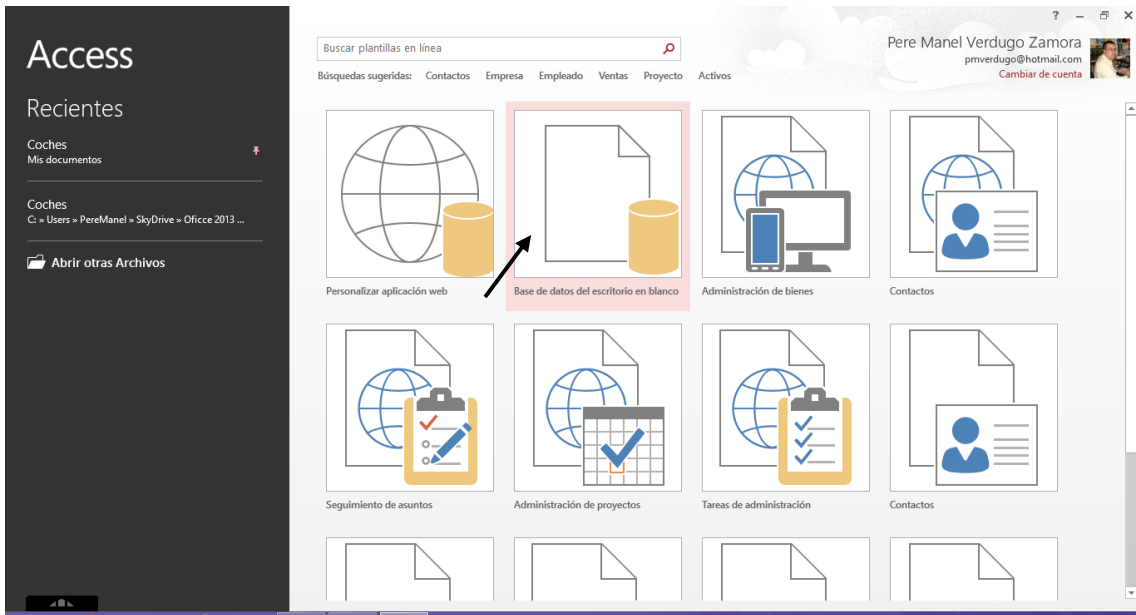 Access
Recientes
Coches
Mis documentos
Coches
C: » Users » PereManel » SkyDrive » Oficce 2013 ...
Abrir otras Archivos
?
Buscar plantillas en línea
Búsquedas sugeridas: Contactos Empresa Empleado Ventas Proyecto Activos
Pere Manel Verdugo Zamora
pmverdugo@hotmail.com
Cambiar de cuenta
Personalizar aplicación web
Base de datos del escritorio en blanco
Administración de bienes
Contactos
Seguimiento de asuntos
Administración de proyectos
Tareas de administración
Contactos